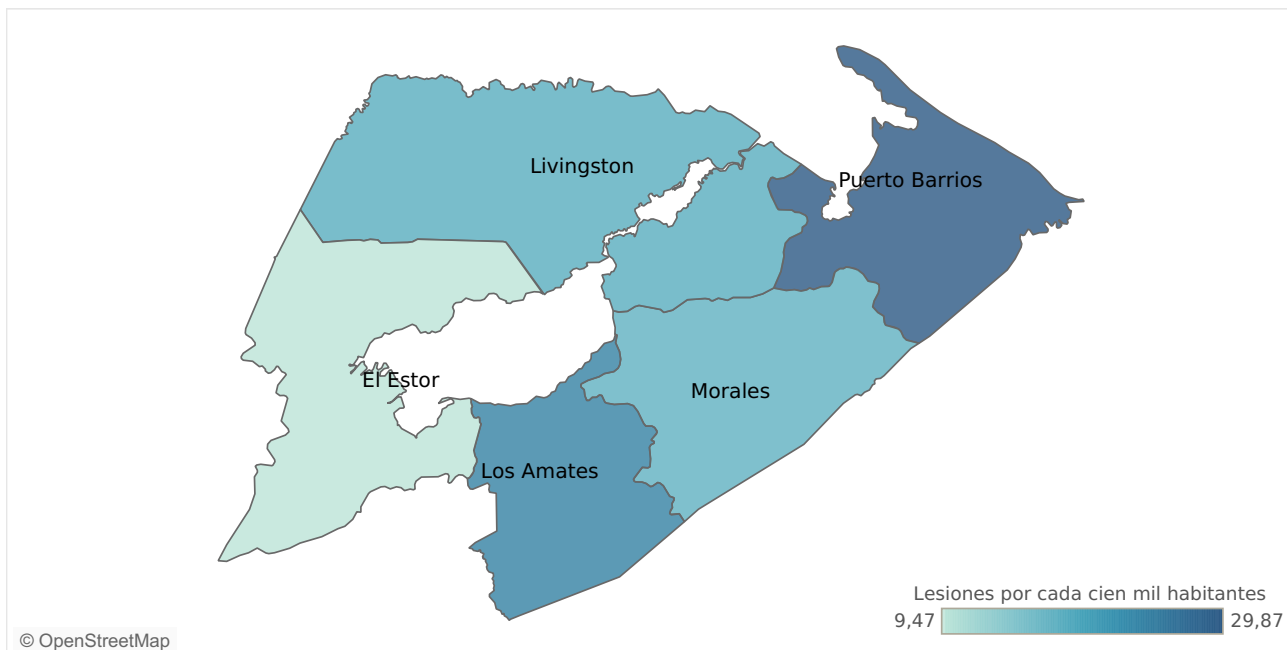 Livingston
Puerto Barrios
El Estor
Morales
Los Amates
Lesiones por cada cien mil habitantes
9,47
29,87
© OpenStreetMap